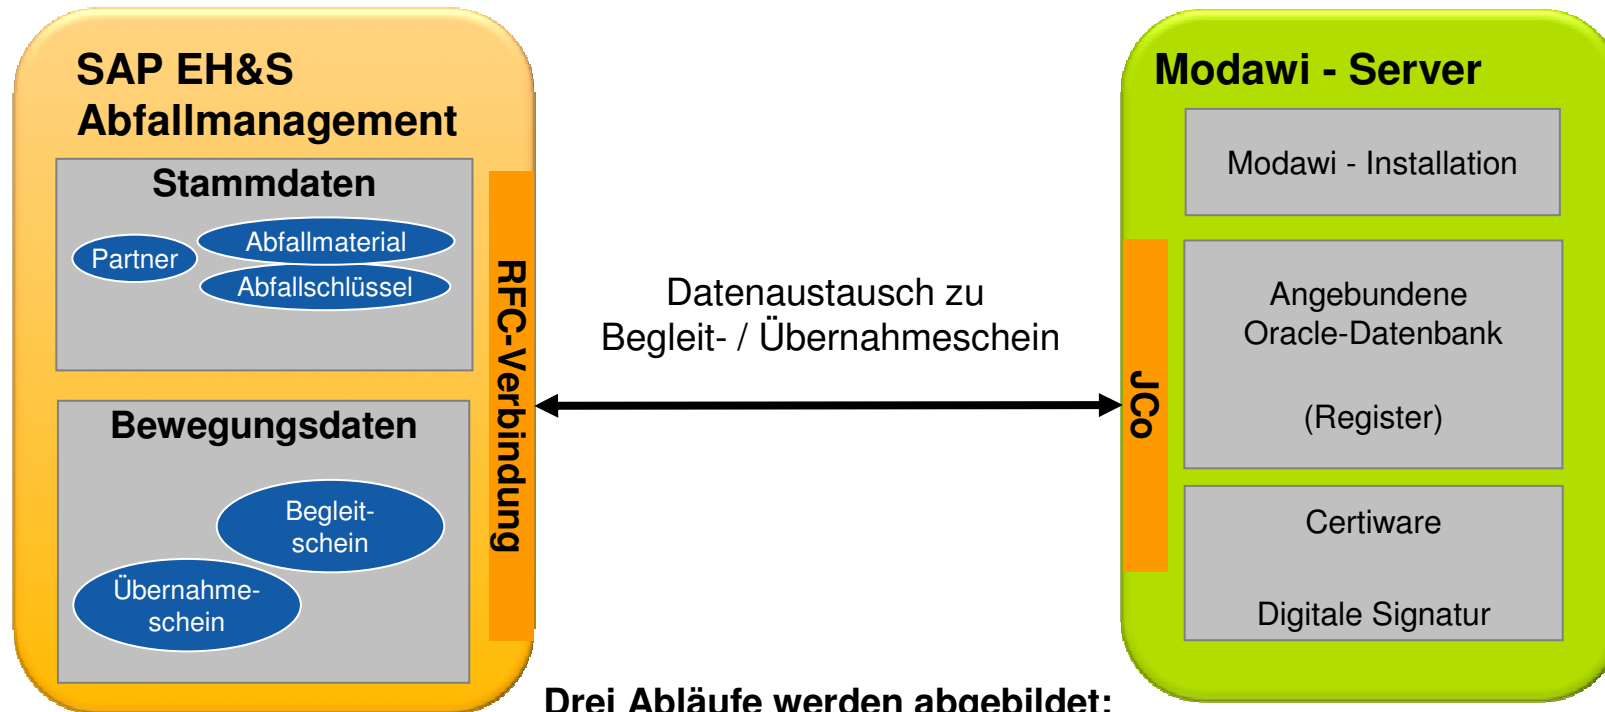 SAP EH&S
Abfallmanagement
Stammdaten
Partner
Abfallmaterial
Abfallschlüssel
Bewegungsdaten
Begleit-
schein
Übernahme-
schein
RFC-Verbindung
Datenaustausch zu
Begleit- / Übernahmeschein
Modawi - Server
Modawi - Installation
JCo
Angebundene
Oracle-Datenbank
(Register)
Certiware
Digitale Signatur
Drei Abläufe werden abgebildet: